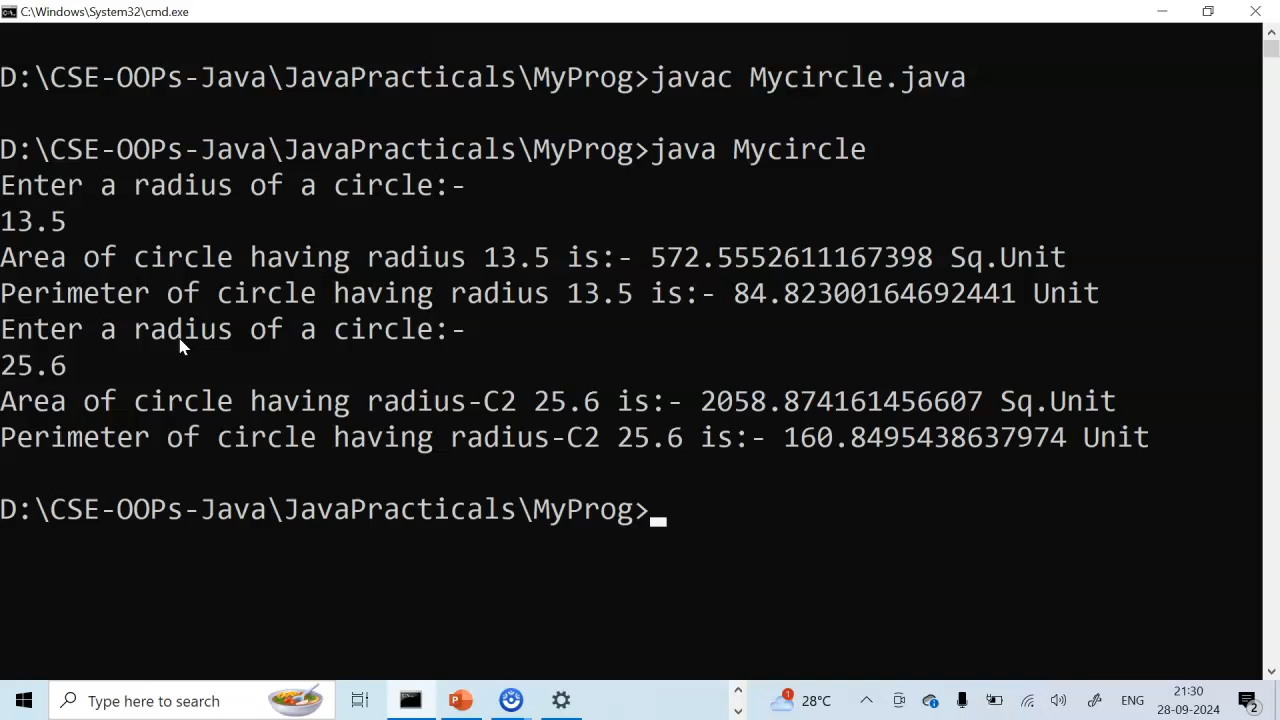 C:\Windows\System32\cmd.exe
D:\CSE-OOPs-Java\JavaPracticals\MyProg>javac Mycircle.java
D:\CSE-OOPs-Java\JavaPracticals\MyProg>java Mycircle
Enter a radius of a circle:-
13.5
Area of circle having radius 13.5 is:- 572.5552611167398 Sq.Unit
Perimeter of circle having radius 13.5 is:- 84.82300164692441 Unit
Enter a radius of a circle:-
25.6
Area of circle having radius-C2 25.6 is:- 2058.874161456607 Sq.Unit
Perimeter of circle having radius-C2 25.6 is:- 160.8495438637974 Unit
D:\CSE-OOPs-Java\JavaPracticals\MyProg>
Type here to search
1
28°C
ENG
21:30
28-09-2024
2